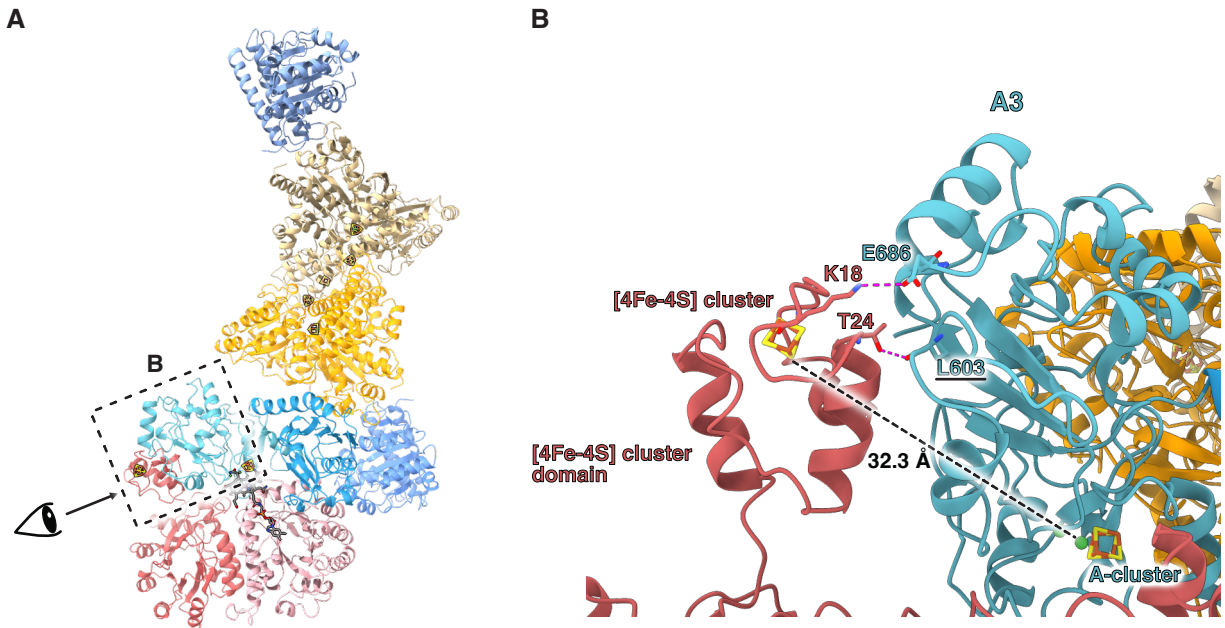 A
B
B
A3
E686
K18
[4Fe-4S] cluster
T24
L603
[4Fe-4S] cluster
domain
32.3 Å
A-cluster